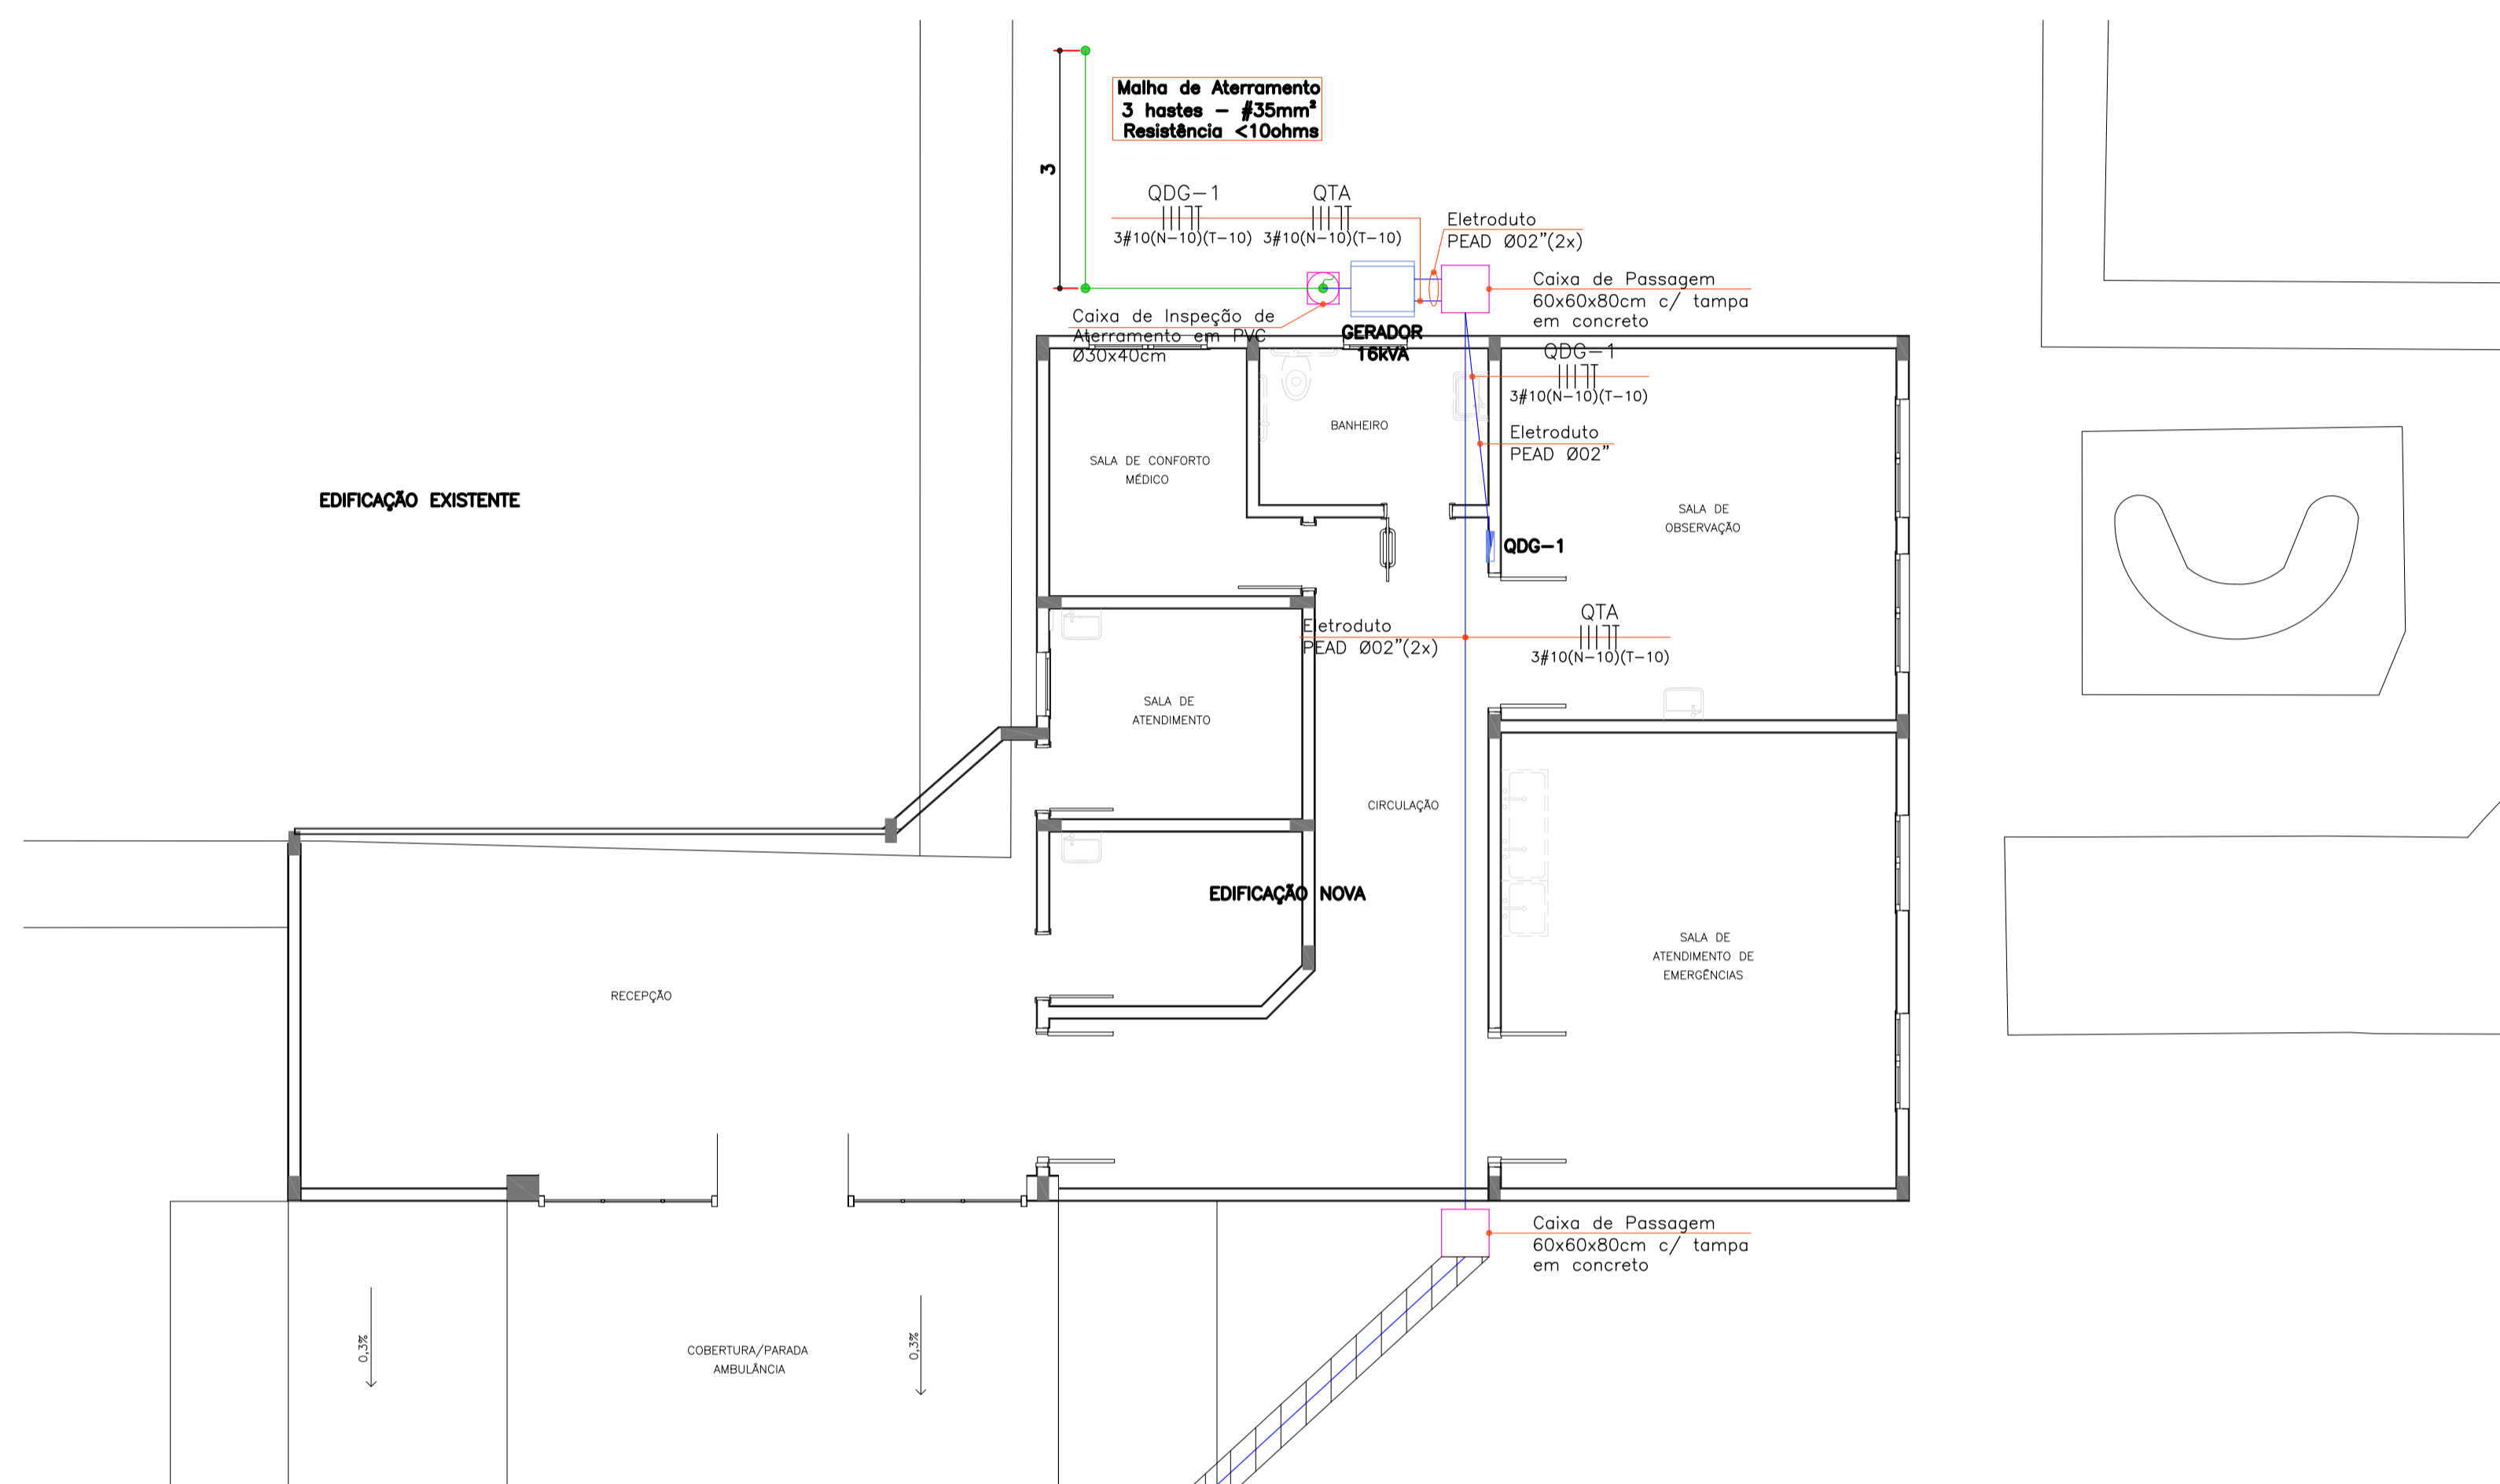 Malha de Aterramento
3 hastes - #35mm²
Resistência <10ohms
3
QDG-1
3#10(N-10)(T-10)
QTA
3#10(N-10)(T-10)
Eletroduto
PEAD Ø02"(2x)
Caixa de Passagem
60x60x80cm c/ tampa
em concreto
Caixa de Inspeção de
Aterramento em PVC
Ø30x40cm
GERADOR
16kVA
QDG-1
3#10(N-10)(T-10)
Eletroduto
PEAD Ø02"
BANHEIRO
SALA DE CONFORTO
MÉDICO
EDIFICAÇÃO EXISTENTE
SALA DE
OBSERVAÇÃO
QDG-1
QTA
3#10(N-10)(T-10)
Eletroduto
PEAD Ø02"(2x)
SALA DE
ATENDIMENTO
CIRCULAÇÃO
EDIFICAÇÃO NOVA
SALA DE
ATENDIMENTO DE
EMERGÊNCIAS
RECEPÇÃO
Caixa de Passagem
60x60x80cm c/ tampa
em concreto
0,3%
0,3%
COBERTURA/PARADA
AMBULÂNCIA